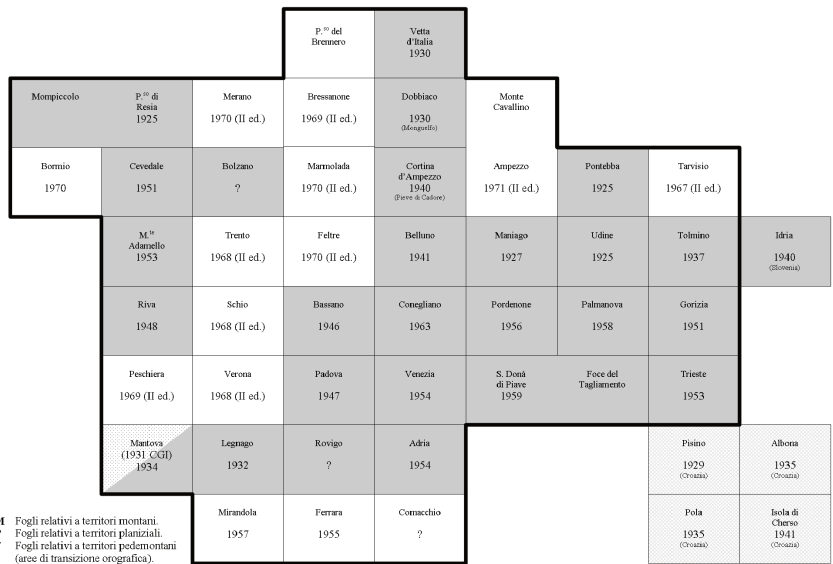 P.so del
Brennero
Vetta
d'Italia
1930
Mompiccolo
P.so di
Resia
1925
Merano
1970 (II ed.)
Bressanone
1969 (II ed.)
Dobbiaco
1930
(Monguelfo)
Monte
Cavallino
Bormio
1970
Cevedale
1951
Bolzano
?
Marmolada
1970 (II ed.)
Cortina
d'Ampezzo
1940
(Pieve di Cadore)
Ampezzo
1971 (II ed.)
Pontebba
1925
Tarvisio
1967 (II ed.)
M.te
Adamello
1953
Trento
1968 (II ed.)
Feltre
1970 (II ed.)
Belluno
1941
Maniago
1927
Udine
1925
Tolmino
1937
Idria
1940
(Slovenia)
Riva
1948
Schio
1968 (II ed.)
Bassano
1946
Conegliano
1963
Pordenone
1956
Palmanova
1958
Gorizia
1951
Peschiera
1969 (II ed.)
Verona
1968 (II ed.)
Padova
1947
Venezia
1954
S. Donà
di Piave
1959
Foce del
Tagliamento
Trieste
1953
Mantova
(1931 CGI)
1934
Legnago
1932
Rovigo
?
Adria
1954
Pisino
1929
(Croazia)
Albona
1935
(Croazia)
Mirandola
1957
Ferrara
1955
Comacchio
?
Pola
1935
(Croazia)
Isola di
Cherso
1941
(Croazia)
Fogli relativi a territori montani.
Fogli relativi a territori planiziali.
Fogli relativi a territori pedemontani
(aree di transizione orografica).